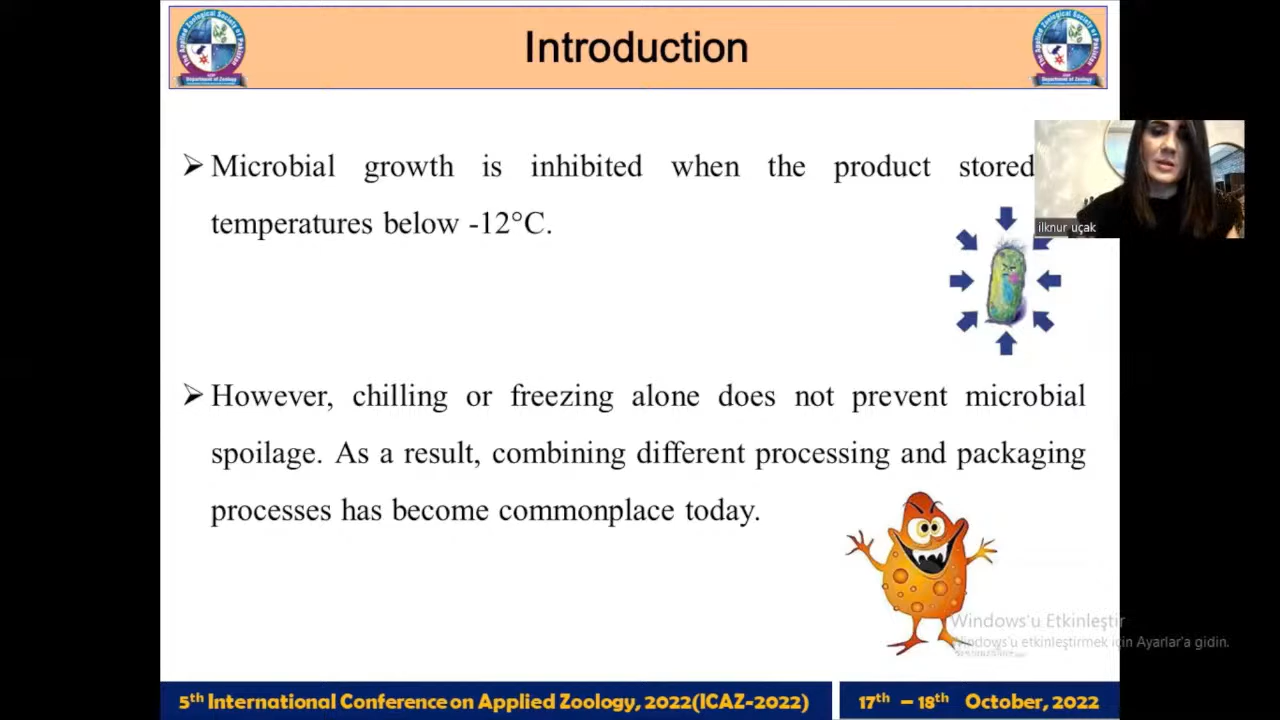 Introduction
➢ Microbial growth is inhibited when the product stored
temperatures below -12°C.
ilknur uçak
➢ However, chilling or freezing alone does not prevent microbial
spoilage. As a result, combining different processing and packaging
processes has become commonplace today.
Windows'u Etkinleştir
Windows'u etkinleştirmek için Ayarlar'a gidin.
5th International Conference on Applied Zoology, 2022(ICAZ-2022)
17th – 18th October, 2022